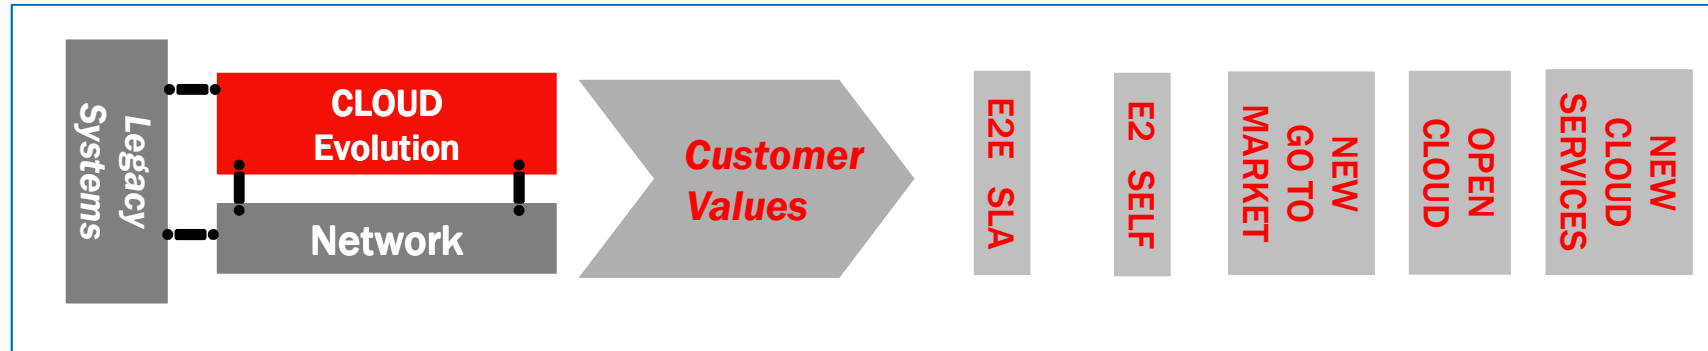 Legacy
Systems
CLOUD
Evolution
Network
Customer
Values
E2E SLA
E2 SELF
NEW
GO TO
MARKET
OPEN
CLOUD
NEW
CLOUD
SERVICES